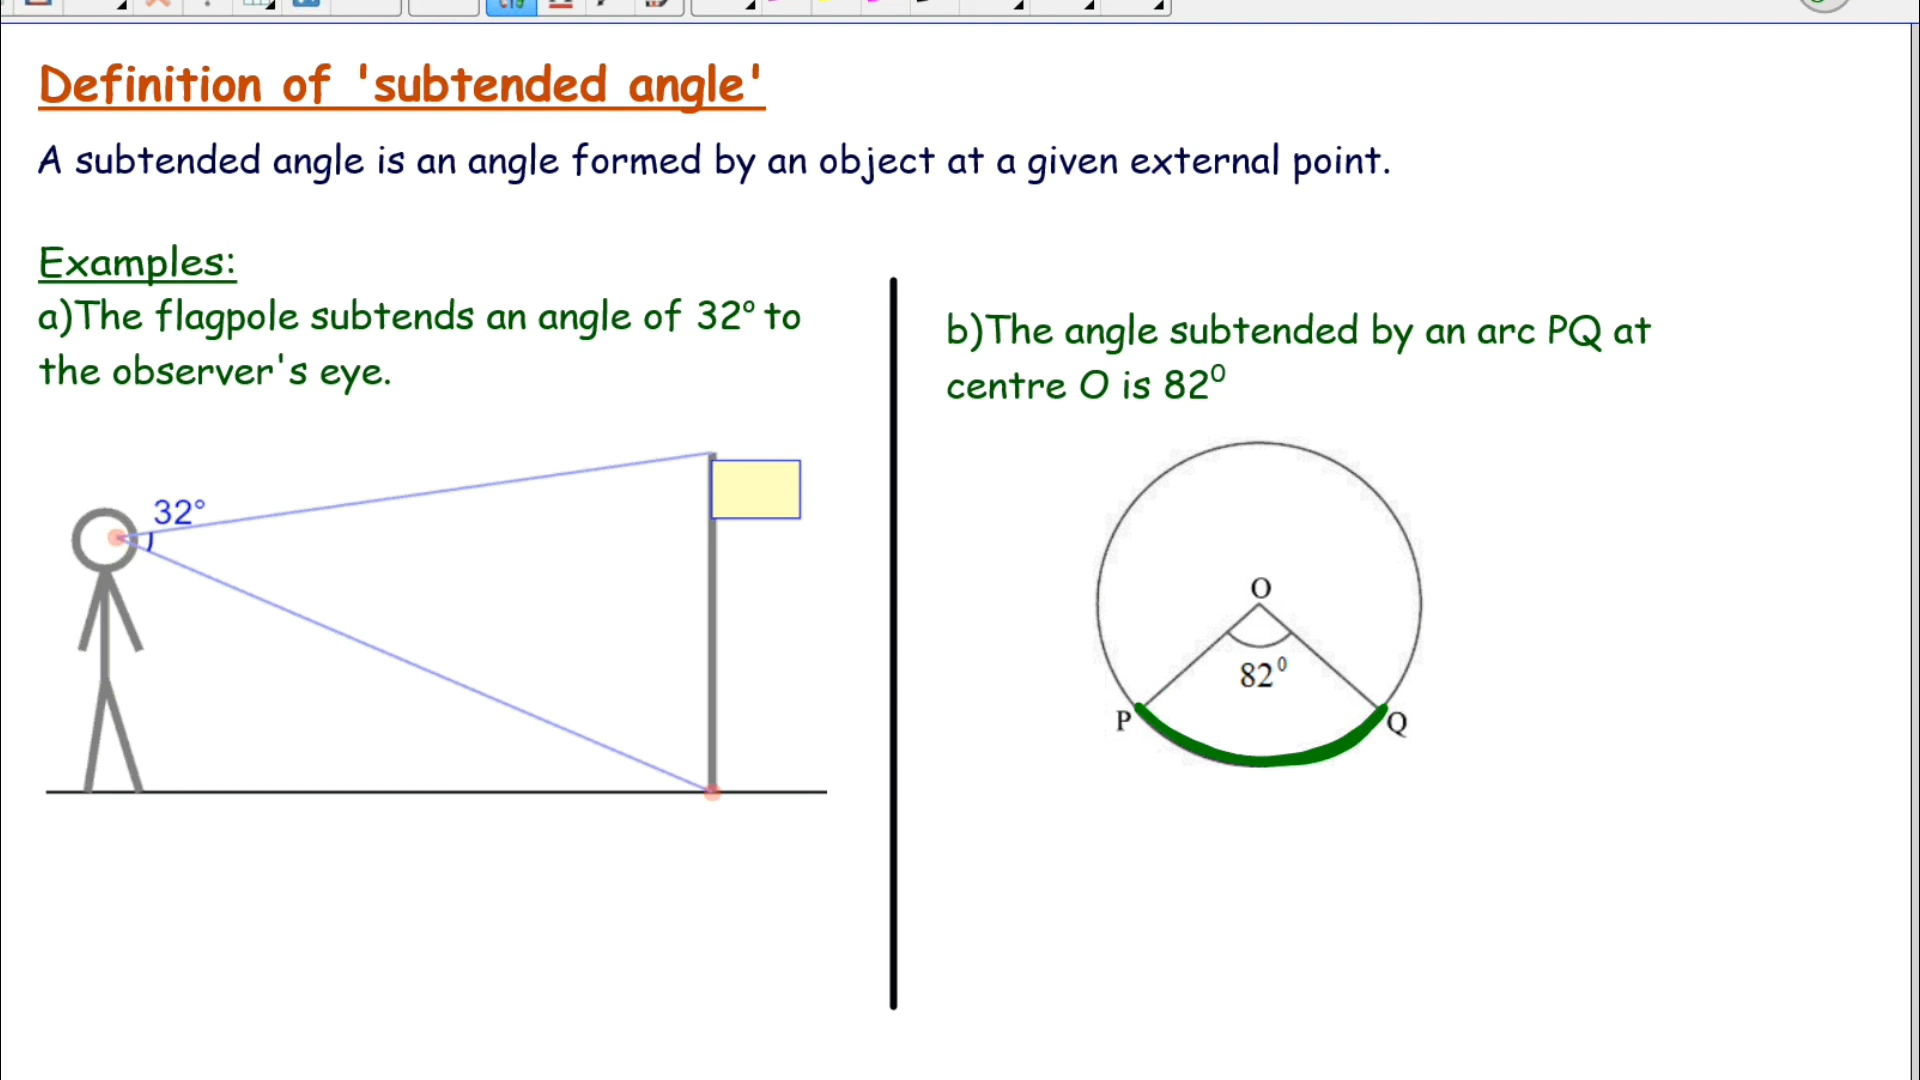 Definition of 'subtended angle'
A subtended angle is an angle formed by an object at a given external point.
Examples:
a)The flagpole subtends an angle of 32° to
the observer's eye.
32°
b)The angle subtended by an arc PQ at
centre O is 82⁰
O
82⁰
P
Q